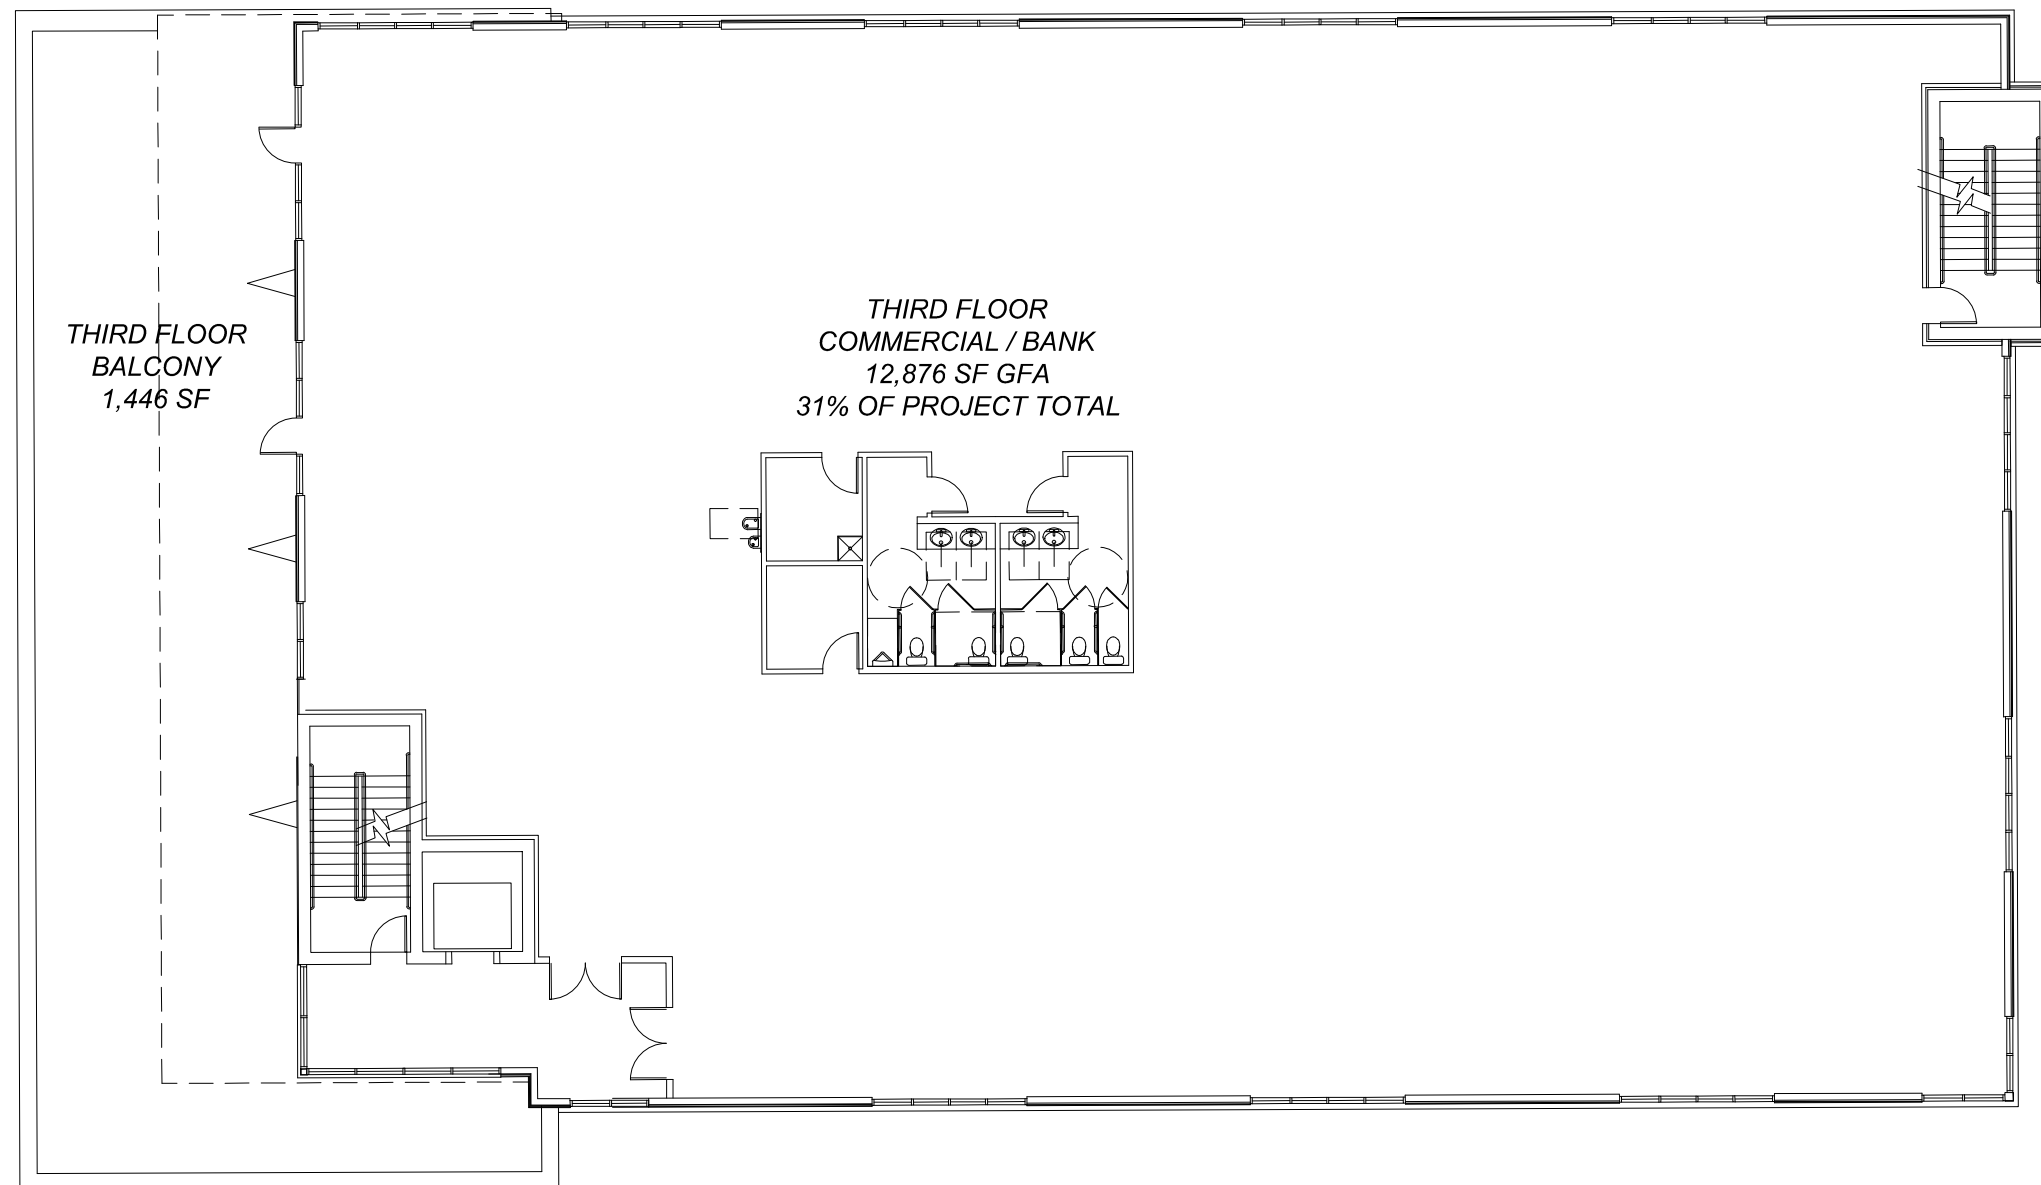 THIRD FLOOR
BALCONY
1,446 SF
THIRD FLOOR
COMMERCIAL / BANK
12,876 SF GFA
31% OF PROJECT TOTAL